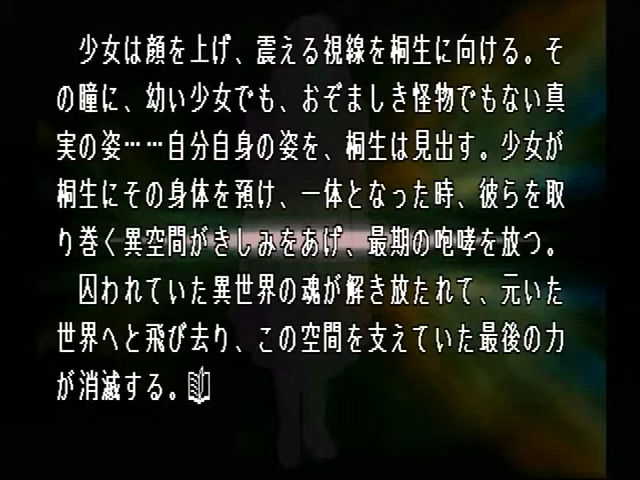 少女は顔を上げ、震える視線を桐生に向ける。そ
の瞳に、幼い少女でも、おぞましき怪物でもない真
実の姿……自分自身の姿を、桐生は見出す。少女が
桐生にその身体を預け、一体となった時、彼らを取
り巻く異空間がきしみをあげ、最期の咆哮を放つ。
囚われていた異世界の魂が解き放たれて、元いた
世界へと飛び去り、この空間を支えていた最後の力
が消滅する。